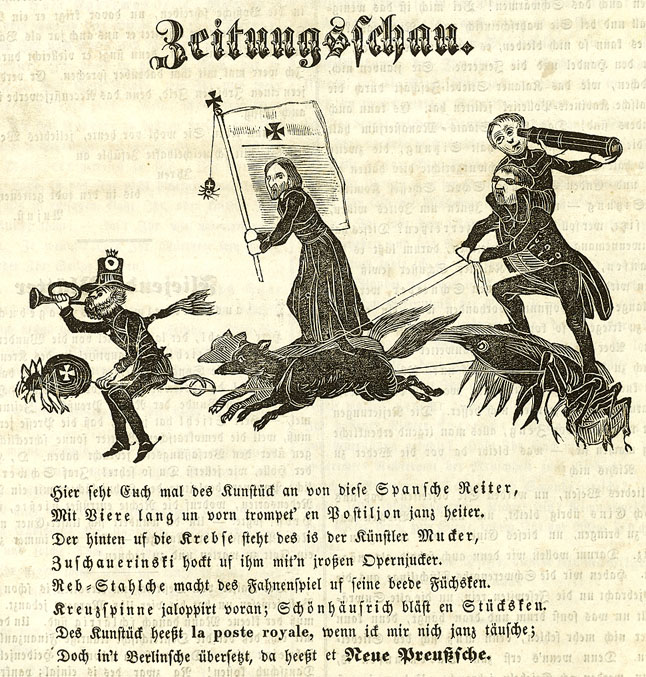 Zeitungsschau.
Hier seht Euch mal des Kunstück an von diese Spansche Reiter,
Mit Viere lang un vorn trompet' en Postiljon janz heiter.
Der hinten uf die Krebse steht des is der Künstler Mucker,
Zuschauerinski hockt uf ihm mit'n jroßen Opernjucker.
Reb-Stahlche macht des Fahnenspiel uf seine beede Füchsken.
Kreuzspinne jaloppirt voran; Schönhäusrich bläst en Stücksken.
Des Kunstück heeßt la poste royale, wenn ick mir nich janz täusche;
Doch in't Berlinsche übersetzt, da heeßt et Neue Preußsche.